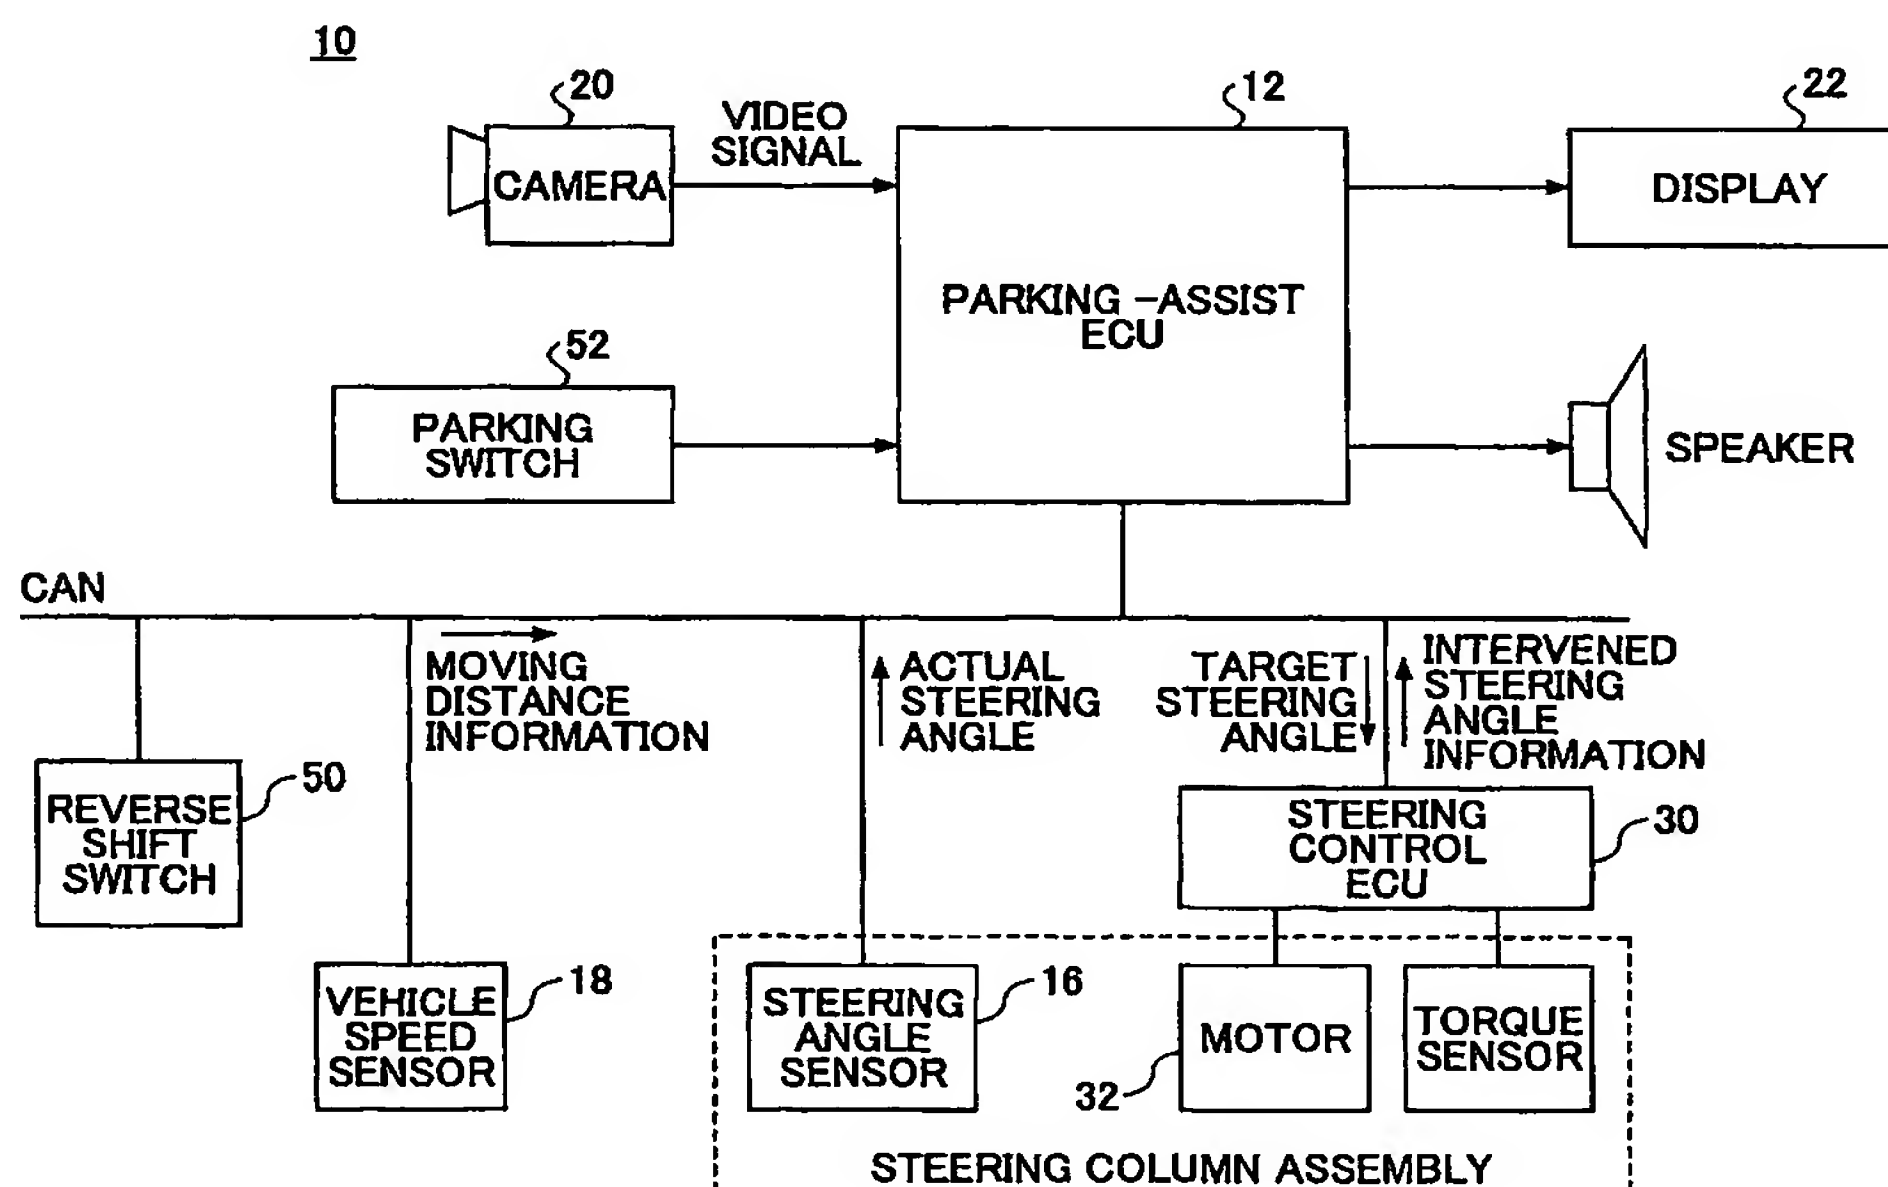 10
20
12
22
VIDEO
SIGNAL
CAMERA
DISPLAY
PARKING -ASSIST
ECU
52
PARKING
SWITCH
SPEAKER
CAN
MOVING
DISTANCE
INFORMATION
ACTUAL
STEERING
ANGLE
TARGET
STEERING
ANGLE
INTERVENED
STEERING
ANGLE
INFORMATION
REVERSE
SHIFT
SWITCH
50
STEERING
CONTROL
ECU
30
VEHICLE
SPEED
SENSOR
18
STEERING
ANGLE
SENSOR
16
MOTOR
32
TORQUE
SENSOR
STEERING COLUMN ASSEMBLY